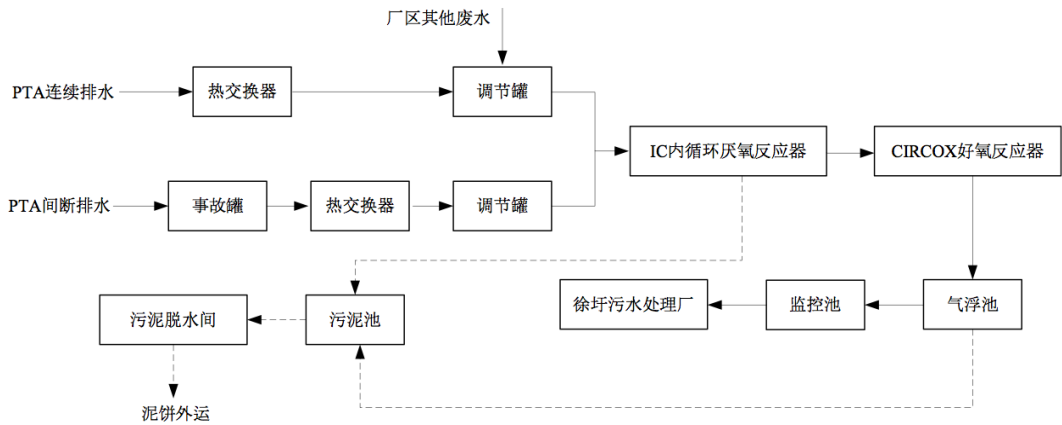 厂区其他废水
PTA连续排水
热交换器
调节罐
IC内循环厌氧反应器
CIRCOX好氧反应器
PTA间断排水
事故罐
热交换器
调节罐
污泥脱水间
污泥池
徐圩污水处理厂
监控池
气浮池
泥饼外运